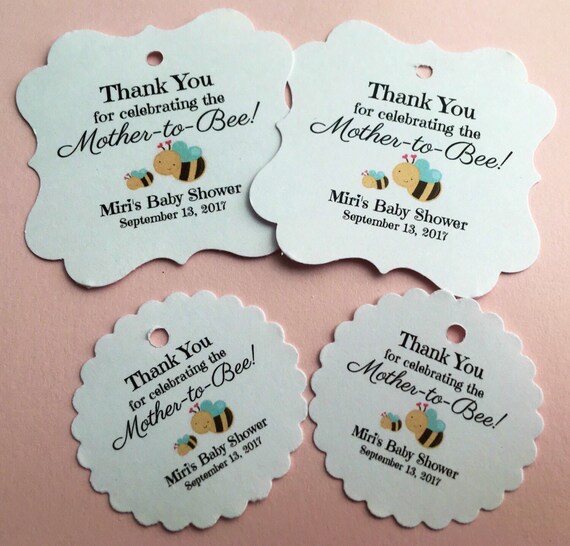 Thank You
for celebrating the
Mother-to-Bee!
Miri's Baby Shower
September 13, 2017
Thank You
for celebrating the
Mother-to-Bee!
Miri's Baby Shower
September 13, 2017
Thank You
for celebrating the
Mother-to-Bee!
Miri's Baby Shower
September 13, 2017
Thank You
for celebrating the
Mother-to-Bee!
Miri's Baby Shower
September 13, 2017